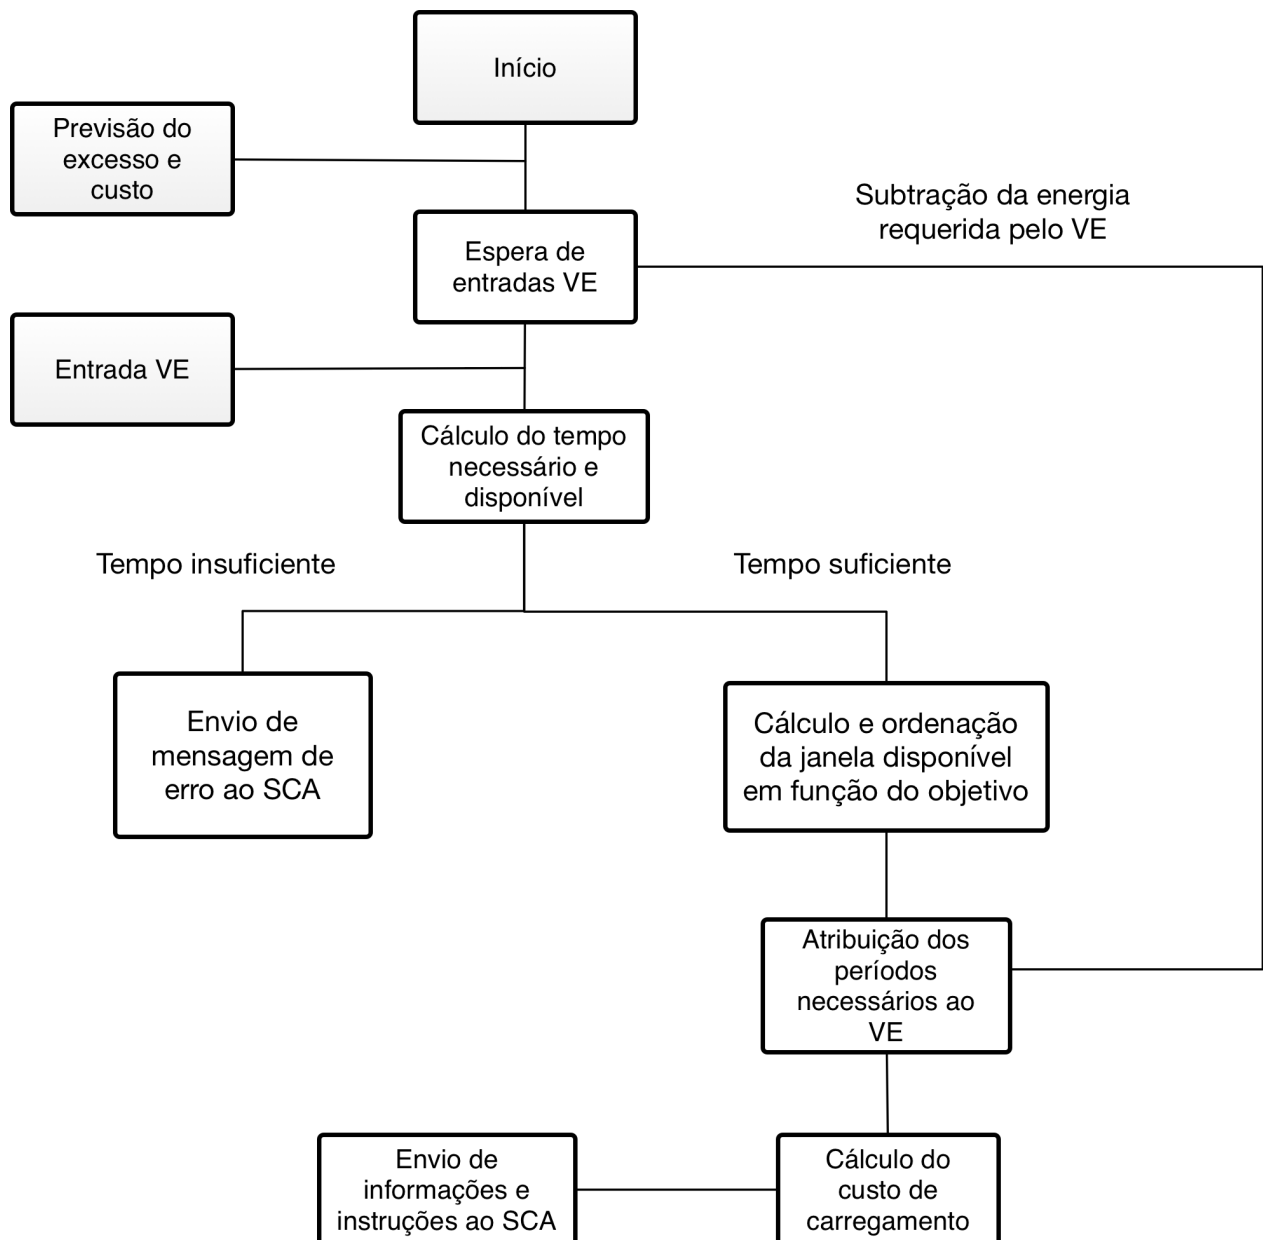 Início
Previsão do
excesso e
custo
Subtração da energia
requerida pelo VE
Espera de
entradas VE
Entrada VE
Cálculo do tempo
necessário e
disponível
Tempo insuficiente
Tempo suficiente
Envio de
mensagem de
erro ao SCA
Cálculo e ordenação
da janela disponível
em função do objetivo
Atribuição dos
períodos
necessários ao
VE
Envio de
informações e
instruções ao SCA
Cálculo do
custo de
carregamento